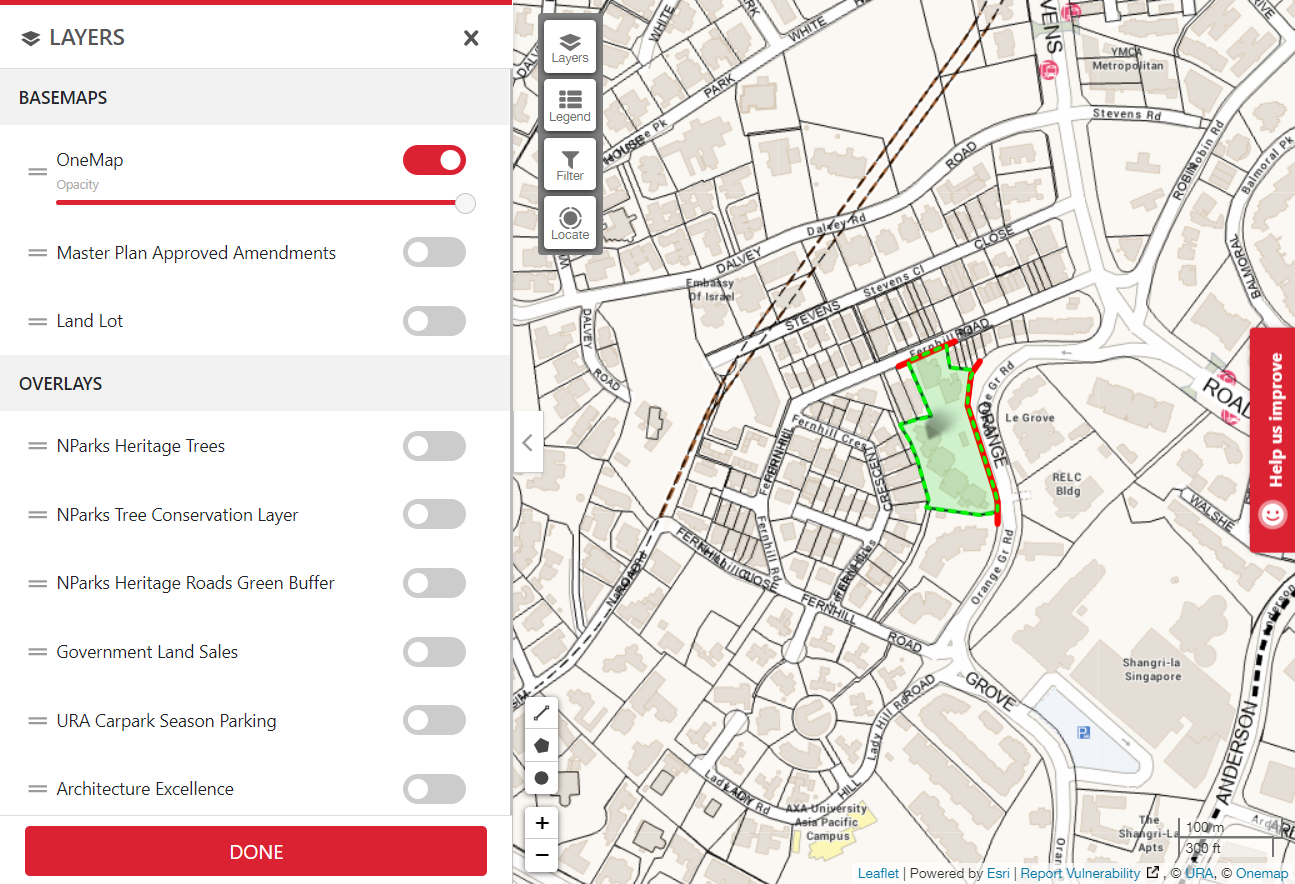 LAYERS
BASEMAPS
OneMap
Opacity
Master Plan Approved Amendments
Land Lot
OVERLAYS
NParks Heritage Trees
NParks Tree Conservation Layer
NParks Heritage Roads Green Buffer
Government Land Sales
URA Carpark Season Parking
Architecture Excellence
DONE
Layers
Legend
Filter
Locate
WHITE
WHITE
PARK
HOUSE
YMCA
Metropolitan
Stevens Rd
ROBIN
Robin Rd
Balmoral Pk
BALMORAL
ROAD
Dalvey Rd
DALVEY
CLOSE
Stevens Cl
STEVENS
Embassy
Of Israel
DALVEY
ROAD
ROAD
Fernhill Rd
Orange Gr Rd
ORANGE
Le Grove
ROAD
Help us improve
Fernhill Cres
FERNHILL
CRESCENT
RELC
Bldg
WALSHE
Fernhill Rd
FERNHILL
CLOSE
ROAD
FERNHILL
ROAD
Orange Gr Rd
GROVE
Shangri-la
Singapore
P
ANDERSON
Anderson
ROAD
Lady Hill Rd
HILL
LADY
AXA University
Asia Pacific
Campus
The
Shangri-La
Apts
100 m
300 ft
+
−
Leaflet | Powered by Esri | Report Vulnerability , © URA, © Onemap